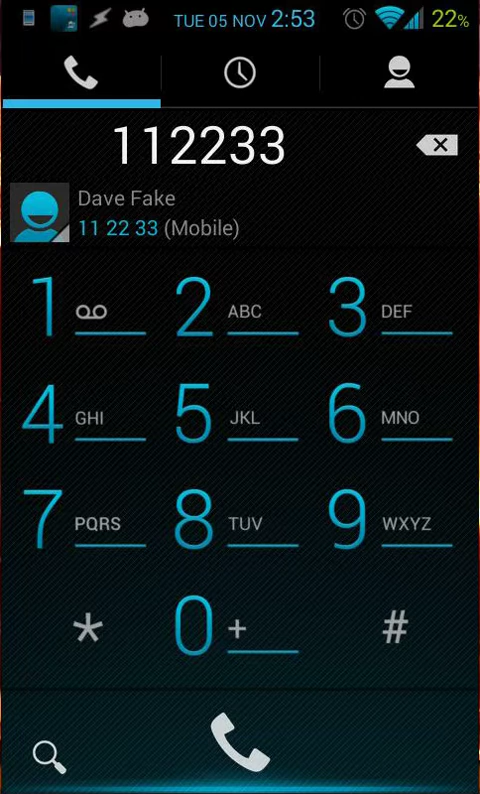 TUE 05 NOV 2:53 22%
112233
Dave Fake
11 22 33 (Mobile)
1 2 ABC 3 DEF
4 GHI 5 JKL 6 MNO
7 PQRS 8 TUV 9 WXYZ
* 0 + #